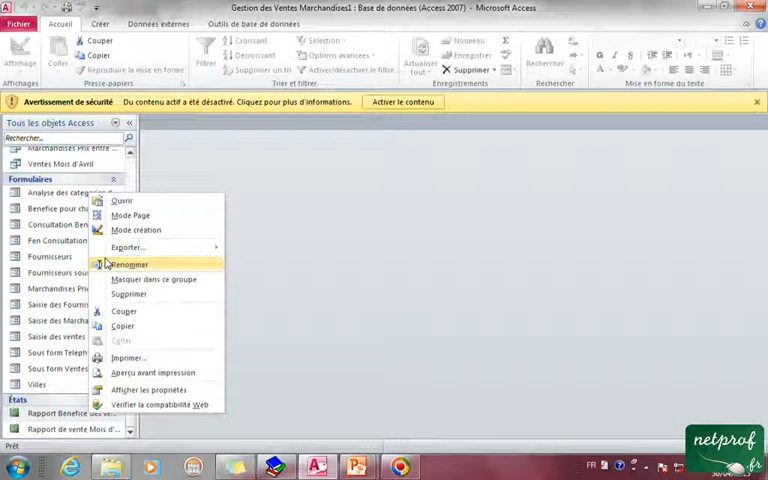 Gestion des Ventes Marchandises1 : Base de données (Access 2007) - Microsoft Access
Fichier Accueil Créer Données externes Outils de base de données
Affichage
Affichages
Coller
Couper
Copier
Reproduire la mise en forme
Presse-papiers
Filtrer
Croissant
Décroissant
Supprimer un tri
Sélection
Options avancées
Activer/désactiver le filtre
Trier et filtrer
Actualiser tout
Nouveau
Enregistrer
Supprimer
Enregistrements
Rechercher
Rechercher
G I S
Mise en forme du texte
Avertissement de sécurité Du contenu actif a été désactivé. Cliquez pour plus d'informations. Activer le contenu
Tous les objets Access
Rechercher...
Marchandises Prix entre ...
Ventes Mois d'Avril
Formulaires
Analyse des categories d
Benefice pour ch
Consultation Ben
Fen Consultation
Fournisseurs
Fournisseurs sou
Marchandises Pri
Saisie des Fourni
Saisie des Marcha
Saisie des ventes
Sous form Teleph
Sous form Ventes
Villes
États
Rapport Benefice des ve...
Rapport de vente Mois d'...
Ouvrir
Mode Page
Mode création
Exporter...
Renommer
Masquer dans ce groupe
Supprimer
Couper
Copier
Coller
Imprimer...
Aperçu avant impression
Afficher les propriétés
Vérifier la compatibilité Web
Prêt
FR
netprof
.fr